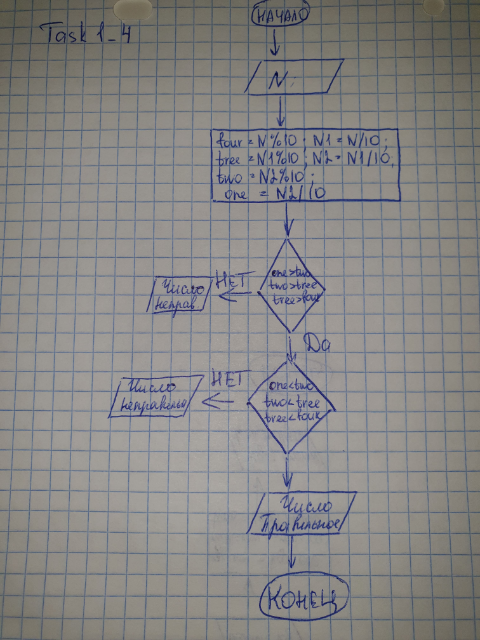 Task 1_4
НАЧАЛО
N
four = N%10 ; N1 = N/10 ;
tree = N1%10 ; N2 = N1/10,
two = N2%10 ;
one = N2//10
one>two
two>tree
tree>four
НЕТ
Число
неправ
Да
one<two
two<tree
tree<four
НЕТ
Число
неправильно
Число
Правильное
КОНЕЦ